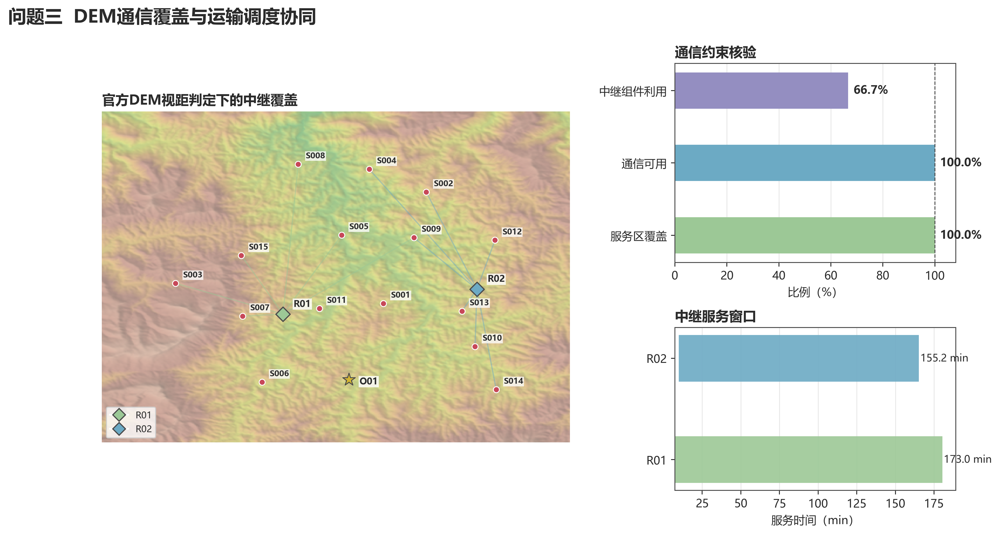 问题三 DEM通信覆盖与运输调度协同
官方DEM视距判定下的中继覆盖
S008
S004
S002
S005
S009
S012
S015
S003
R02
S001
S011
R01
S013
S007
S010
S006
O01
S014
R01
R02
通信约束核验
中继组件利用
66.7%
通信可用
100.0%
服务区覆盖
100.0%
0 20 40 60 80 100
比例（%）
中继服务窗口
R02
155.2 min
R01
173.0 min
25 50 75 100 125 150 175
服务时间（min）